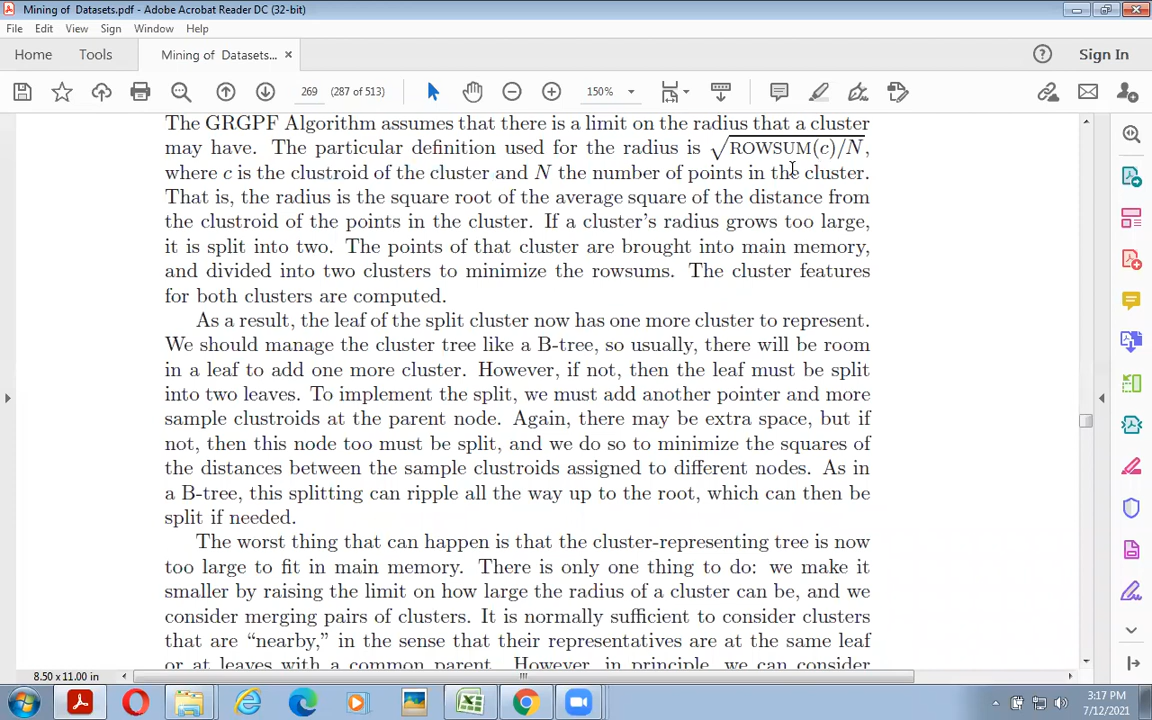 Mining of Datasets.pdf - Adobe Acrobat Reader DC (32-bit)
File Edit View Sign Window Help
Home Tools Mining of Datasets... × Sign In
269 (287 of 513) 150%
The GRGPF Algorithm assumes that there is a limit on the radius that a cluster
may have. The particular definition used for the radius is √ROWSUM(c)/N,
where c is the clustroid of the cluster and N the number of points in the cluster.
That is, the radius is the square root of the average square of the distance from
the clustroid of the points in the cluster. If a cluster's radius grows too large,
it is split into two. The points of that cluster are brought into main memory,
and divided into two clusters to minimize the rowsums. The cluster features
for both clusters are computed.
As a result, the leaf of the split cluster now has one more cluster to represent.
We should manage the cluster tree like a B-tree, so usually, there will be room
in a leaf to add one more cluster. However, if not, then the leaf must be split
into two leaves. To implement the split, we must add another pointer and more
sample clustroids at the parent node. Again, there may be extra space, but if
not, then this node too must be split, and we do so to minimize the squares of
the distances between the sample clustroids assigned to different nodes. As in
a B-tree, this splitting can ripple all the way up to the root, which can then be
split if needed.
The worst thing that can happen is that the cluster-representing tree is now
too large to fit in main memory. There is only one thing to do: we make it
smaller by raising the limit on how large the radius of a cluster can be, and we
consider merging pairs of clusters. It is normally sufficient to consider clusters
that are “nearby,” in the sense that their representatives are at the same leaf
or at leaves with a common parent. However, in principle, we can consider
8.50 x 11.00 in
3:17 PM
7/12/2021